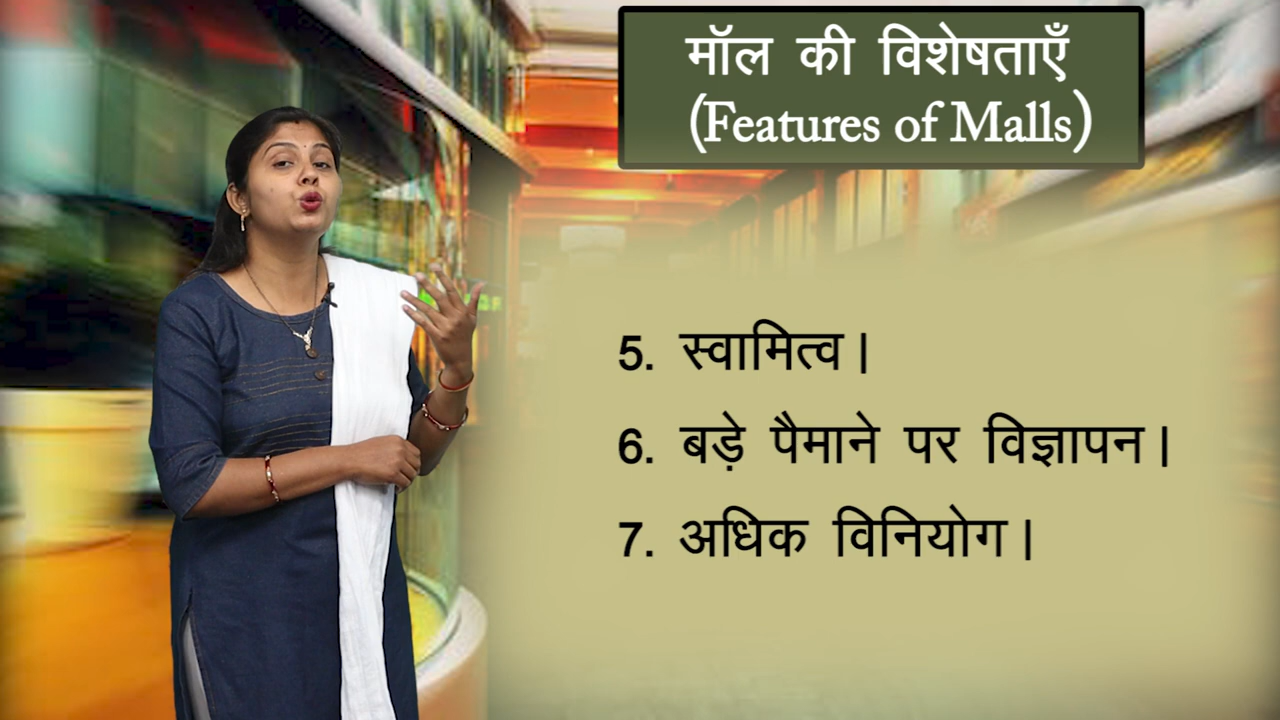 मॉल की विशेषताएँ
(Features of Malls)
5. स्वामित्व।
6. बड़े पैमाने पर विज्ञापन।
7. अधिक विनियोग।